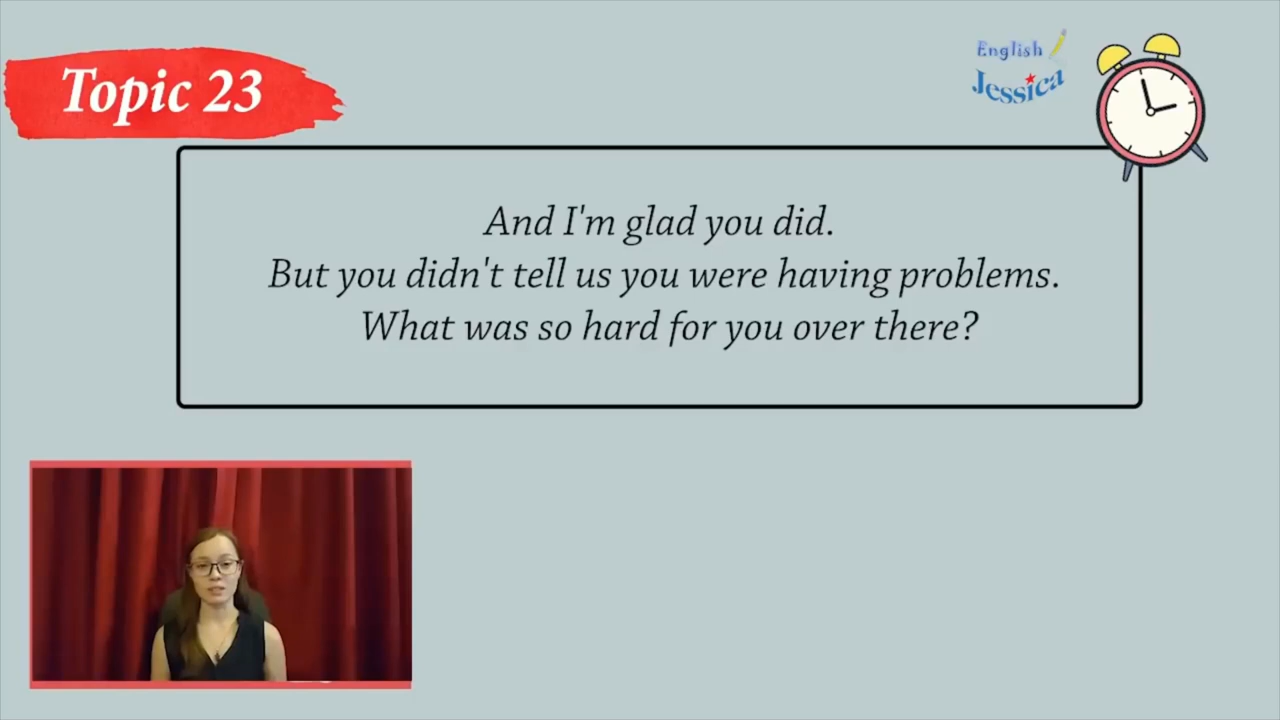 Topic 23
English
Jessica
And I'm glad you did.
But you didn't tell us you were having problems.
What was so hard for you over there?